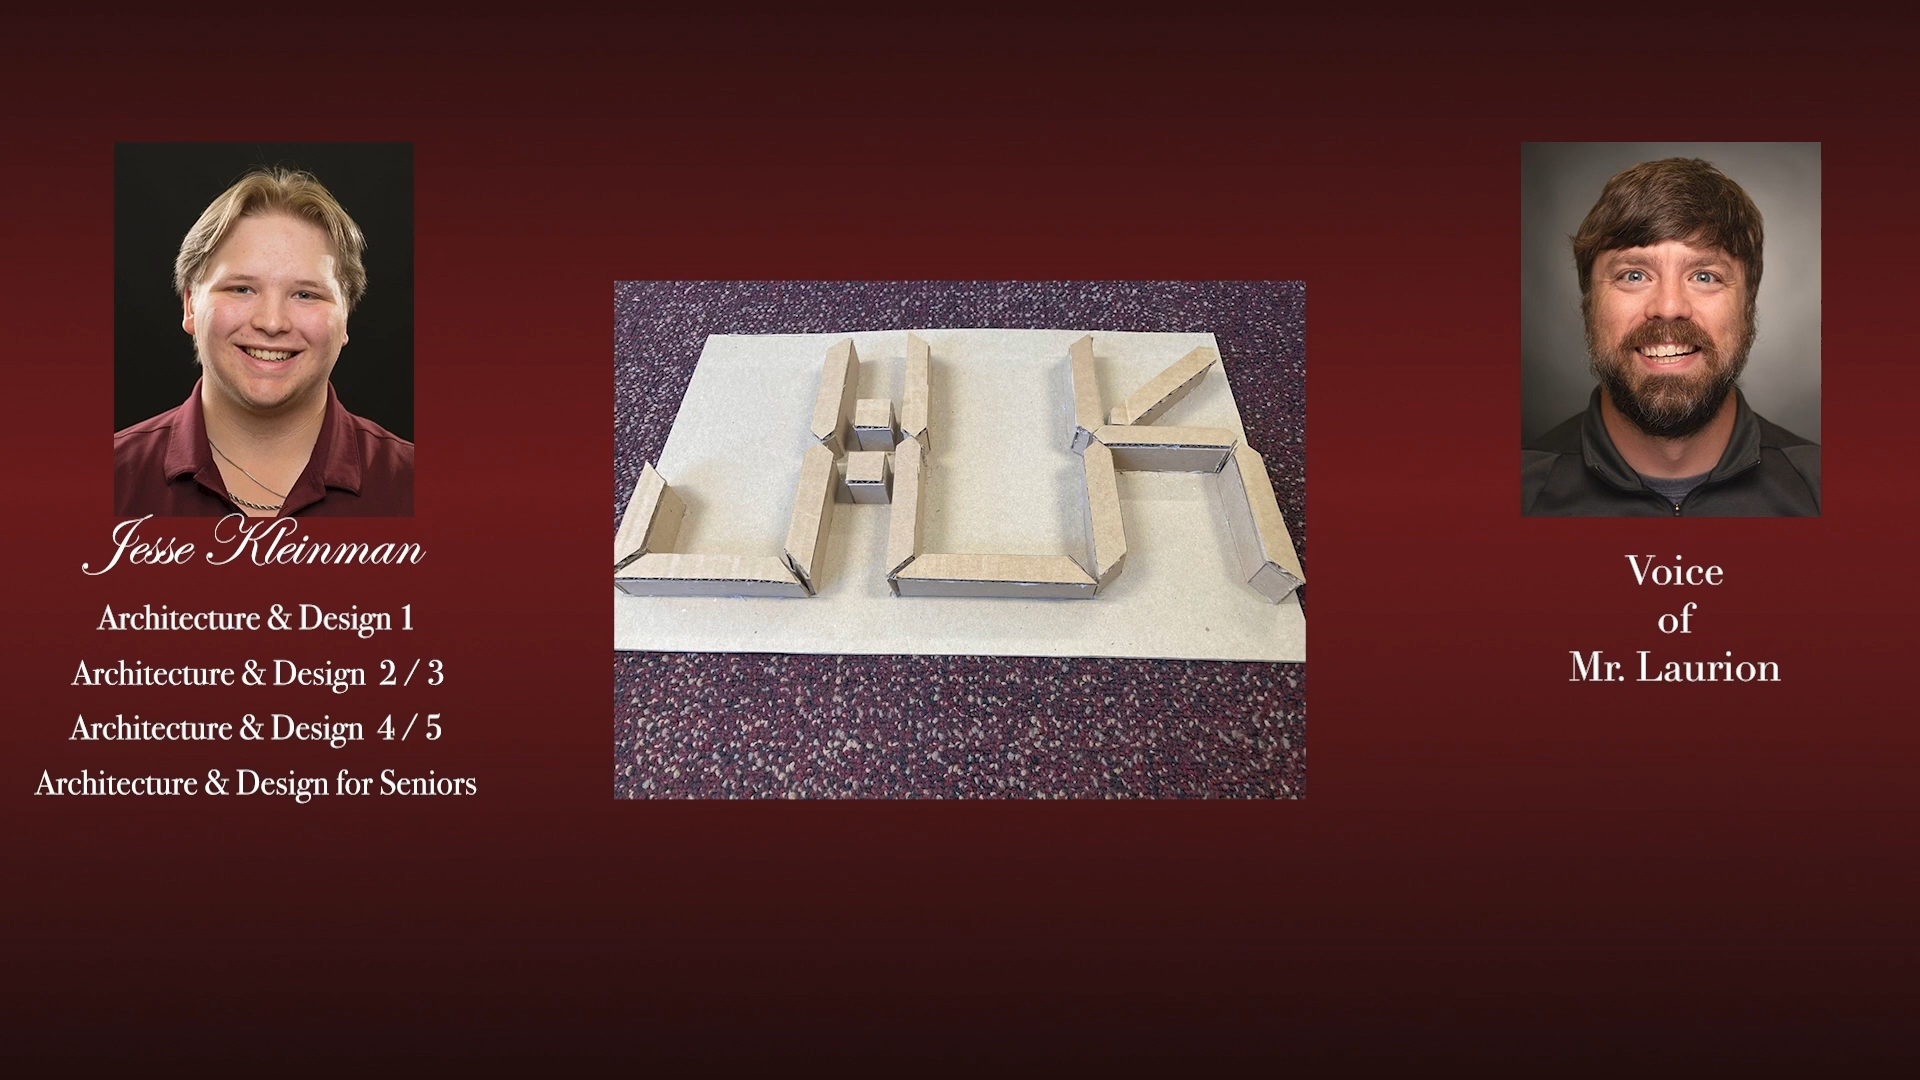 Jesse Kleinman
Architecture & Design 1
Architecture & Design 2 / 3
Architecture & Design 4 / 5
Architecture & Design for Seniors
Voice
of
Mr. Laurion